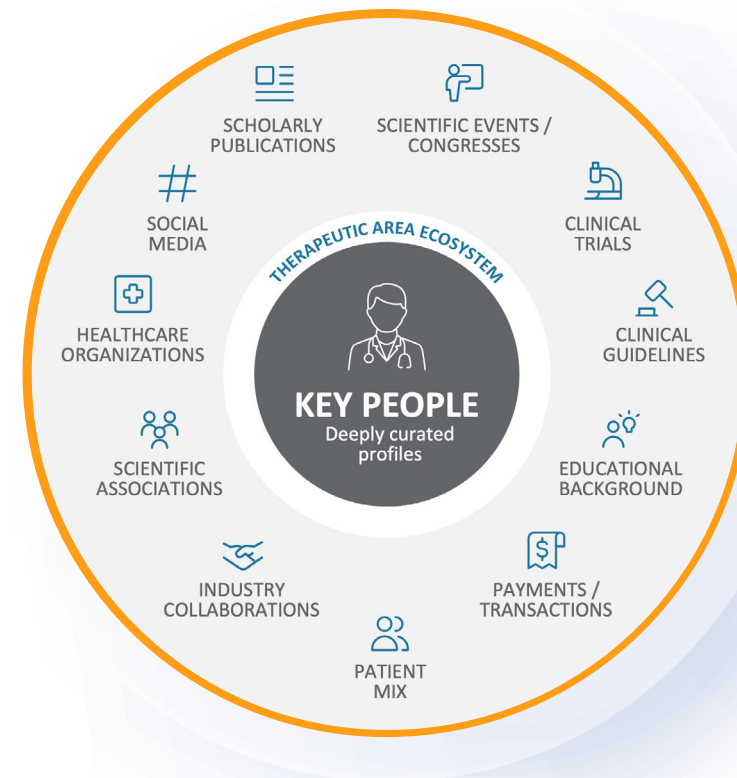 SCHOLARLY
PUBLICATIONS
SCIENTIFIC EVENTS /
CONGRESSES
SOCIAL
MEDIA
CLINICAL
TRIALS
THERAPEUTIC AREA ECOSYSTEM
HEALTHCARE
ORGANIZATIONS
CLINICAL
GUIDELINES
KEY PEOPLE
Deeply curated
profiles
SCIENTIFIC
ASSOCIATIONS
EDUCATIONAL
BACKGROUND
INDUSTRY
COLLABORATIONS
PAYMENTS /
TRANSACTIONS
PATIENT
MIX